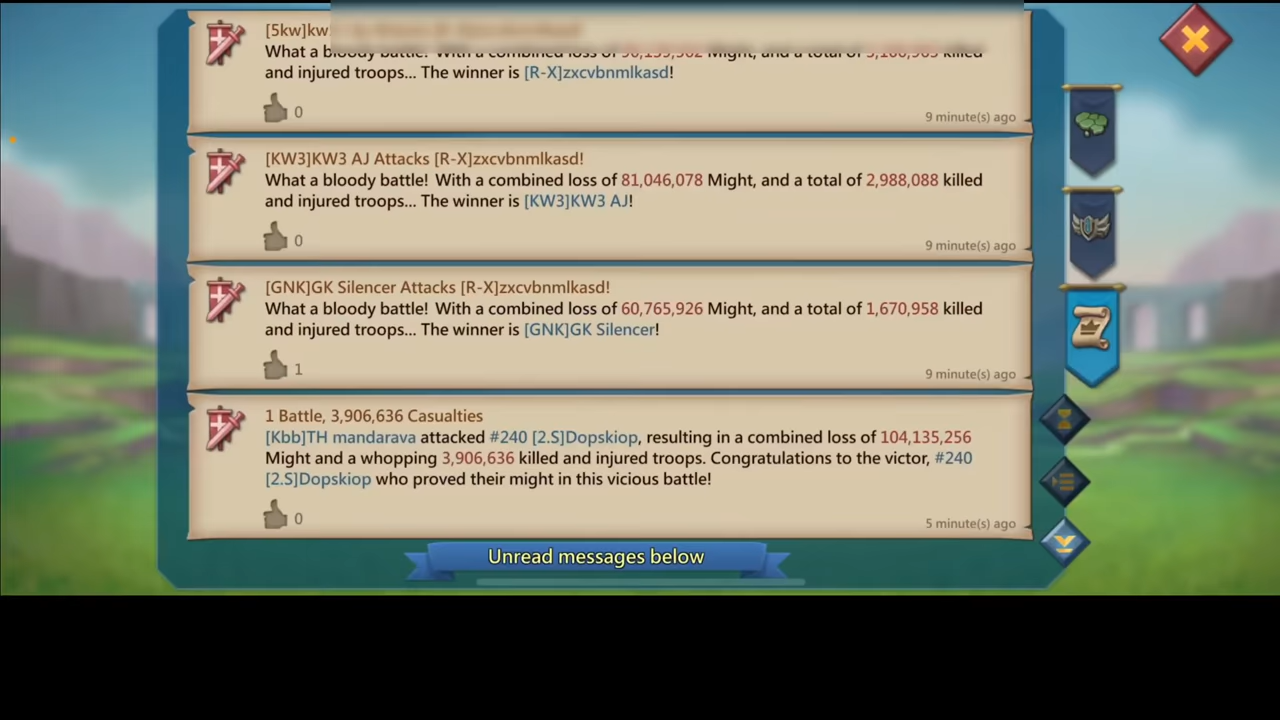 [5kw]kw
What a bloody battle! With a combined loss of Might, and a total of killed
and injured troops... The winner is [R-X]zxcvbnmlkasd!
0
9 minute(s) ago
[KW3]KW3 AJ Attacks [R-X]zxcvbnmlkasd!
What a bloody battle! With a combined loss of 81,046,078 Might, and a total of 2,988,088 killed
and injured troops... The winner is [KW3]KW3 AJ!
0
9 minute(s) ago
[GNK]GK Silencer Attacks [R-X]zxcvbnmlkasd!
What a bloody battle! With a combined loss of 60,765,926 Might, and a total of 1,670,958 killed
and injured troops... The winner is [GNK]GK Silencer!
1
9 minute(s) ago
1 Battle, 3,906,636 Casualties
[Kbb]TH mandarava attacked #240 [2.S]Dopskiop, resulting in a combined loss of 104,135,256
Might and a whopping 3,906,636 killed and injured troops. Congratulations to the victor, #240
[2.S]Dopskiop who proved their might in this vicious battle!
0
5 minute(s) ago
Unread messages below